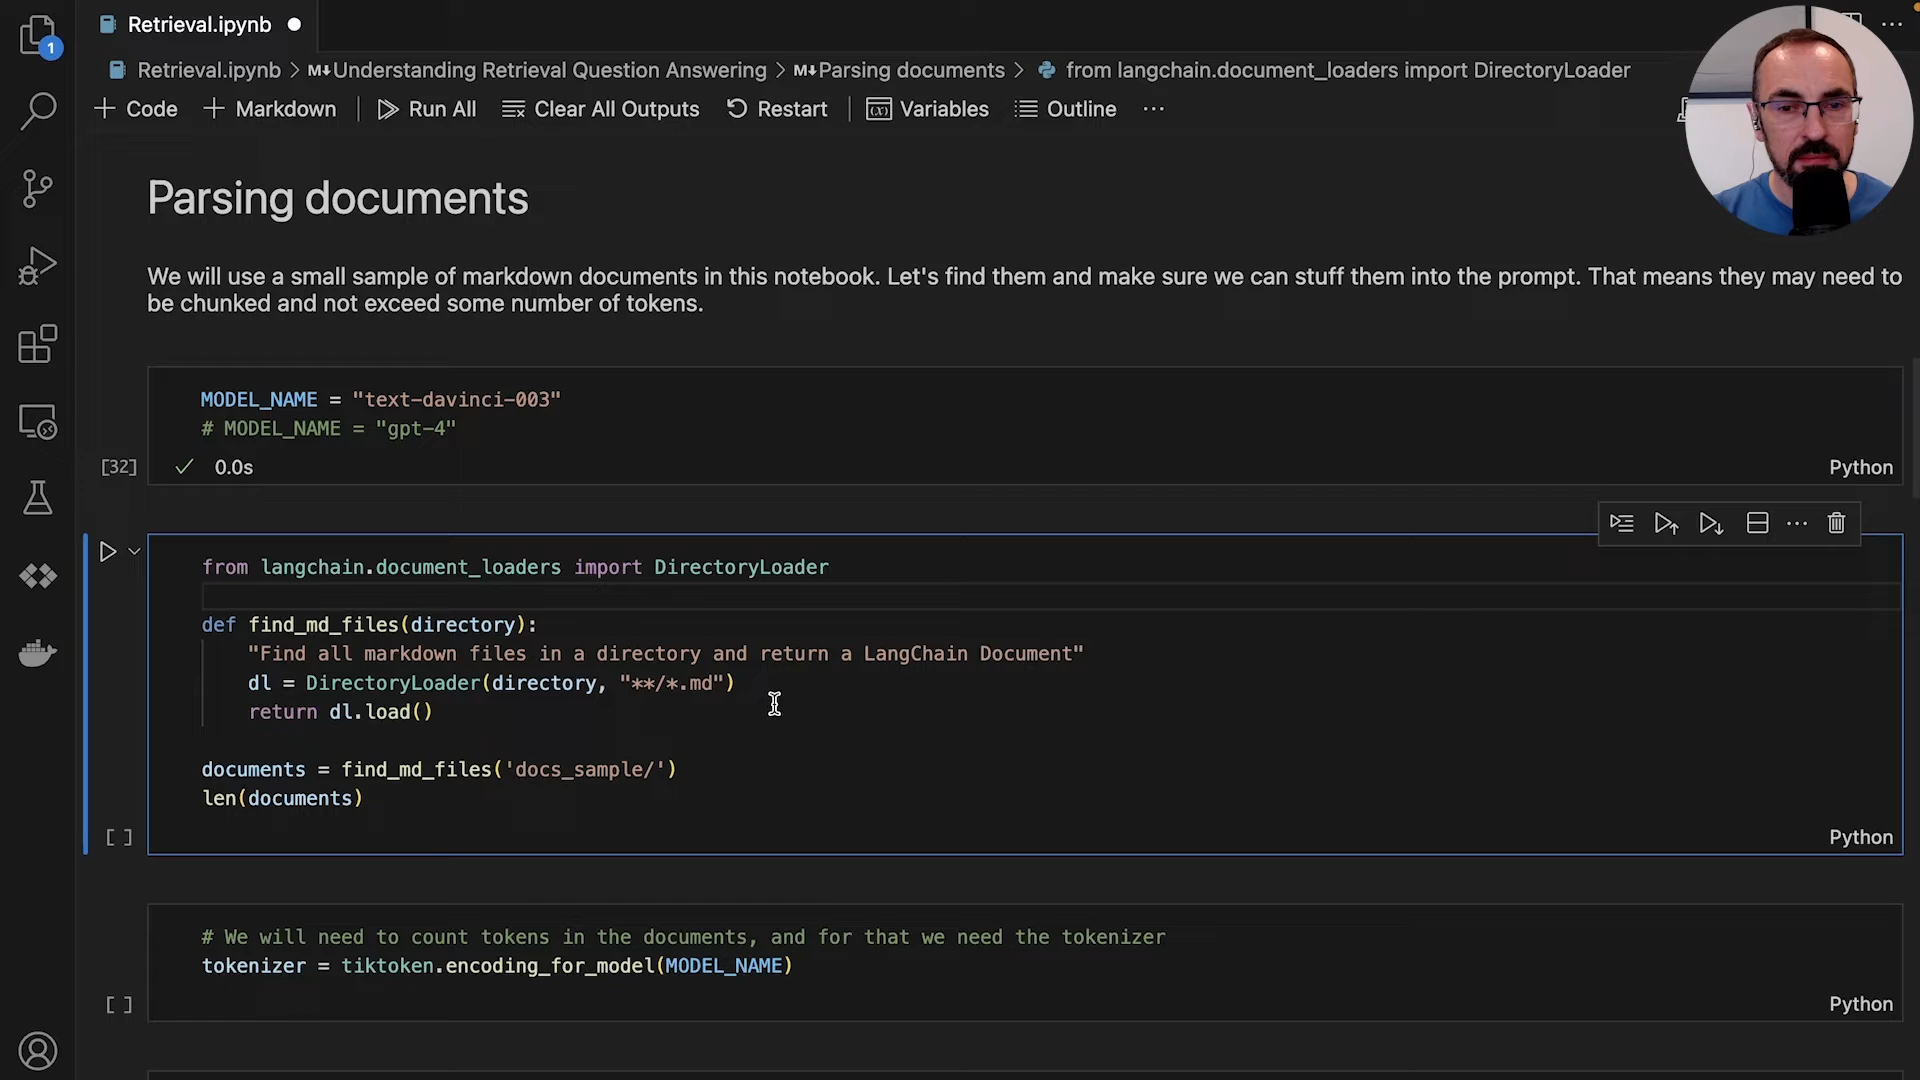 Retrieval.ipynb
1
Retrieval.ipynb > M↓Understanding Retrieval Question Answering > M↓Parsing documents > from langchain.document_loaders import DirectoryLoader
+ Code + Markdown | Run All Clear All Outputs Restart | Variables Outline ...
Parsing documents
We will use a small sample of markdown documents in this notebook. Let's find them and make sure we can stuff them into the prompt. That means they may need to
be chunked and not exceed some number of tokens.
MODEL_NAME = "text-davinci-003"
# MODEL_NAME = "gpt-4"
[32] ✓ 0.0s Python
from langchain.document_loaders import DirectoryLoader
def find_md_files(directory):
"Find all markdown files in a directory and return a LangChain Document"
dl = DirectoryLoader(directory, "**/*.md")
return dl.load()
documents = find_md_files('docs_sample/')
len(documents)
[ ] Python
# We will need to count tokens in the documents, and for that we need the tokenizer
tokenizer = tiktoken.encoding_for_model(MODEL_NAME)
[ ] Python